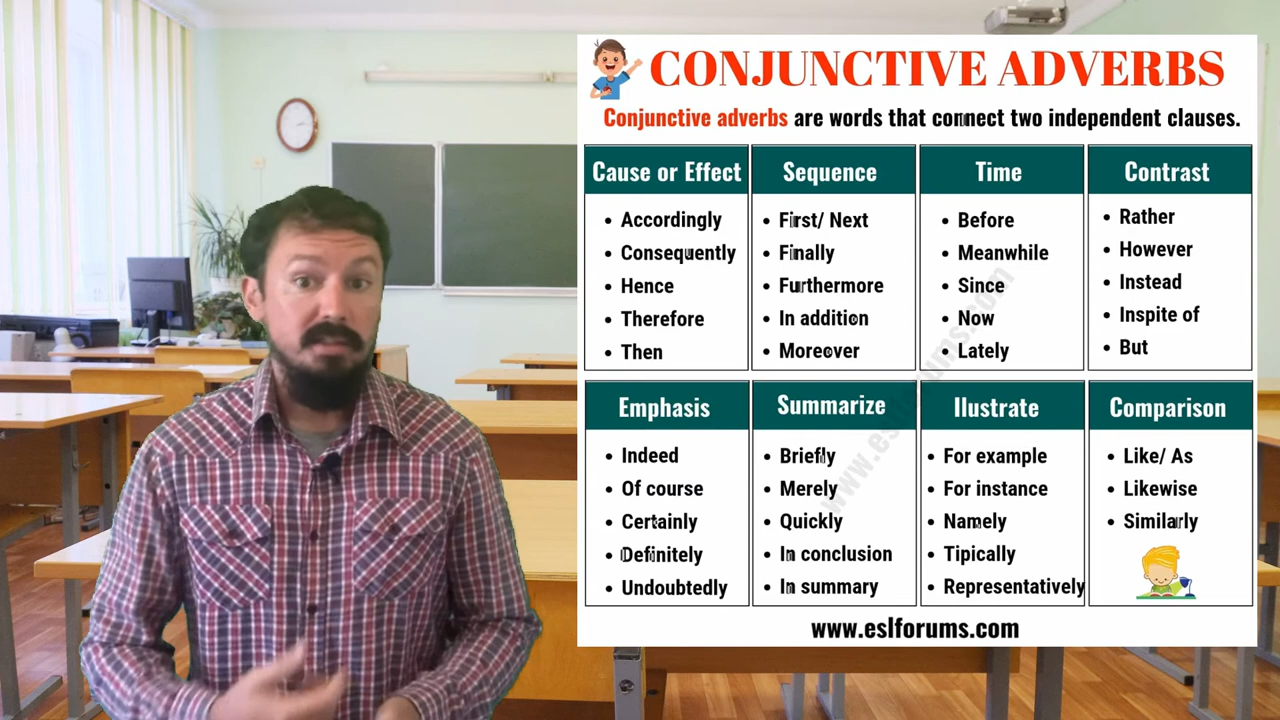 CONJUNCTIVE ADVERBS
Conjunctive adverbs are words that connect two independent clauses.
Cause or Effect
• Accordingly
• Consequently
• Hence
• Therefore
• Then
Sequence
• First/ Next
• Finally
• Furthermore
• In addition
• Moreover
Time
• Before
• Meanwhile
• Since
• Now
• Lately
Contrast
• Rather
• However
• Instead
• Inspite of
• But
Emphasis
• Indeed
• Of course
• Certainly
• Definitely
• Undoubtedly
Summarize
• Briefly
• Merely
• Quickly
• In conclusion
• In summary
Ilustrate
• For example
• For instance
• Namely
• Tipically
• Representatively
Comparison
• Like/ As
• Likewise
• Similarly
www.eslforums.com
www.eslforums.com